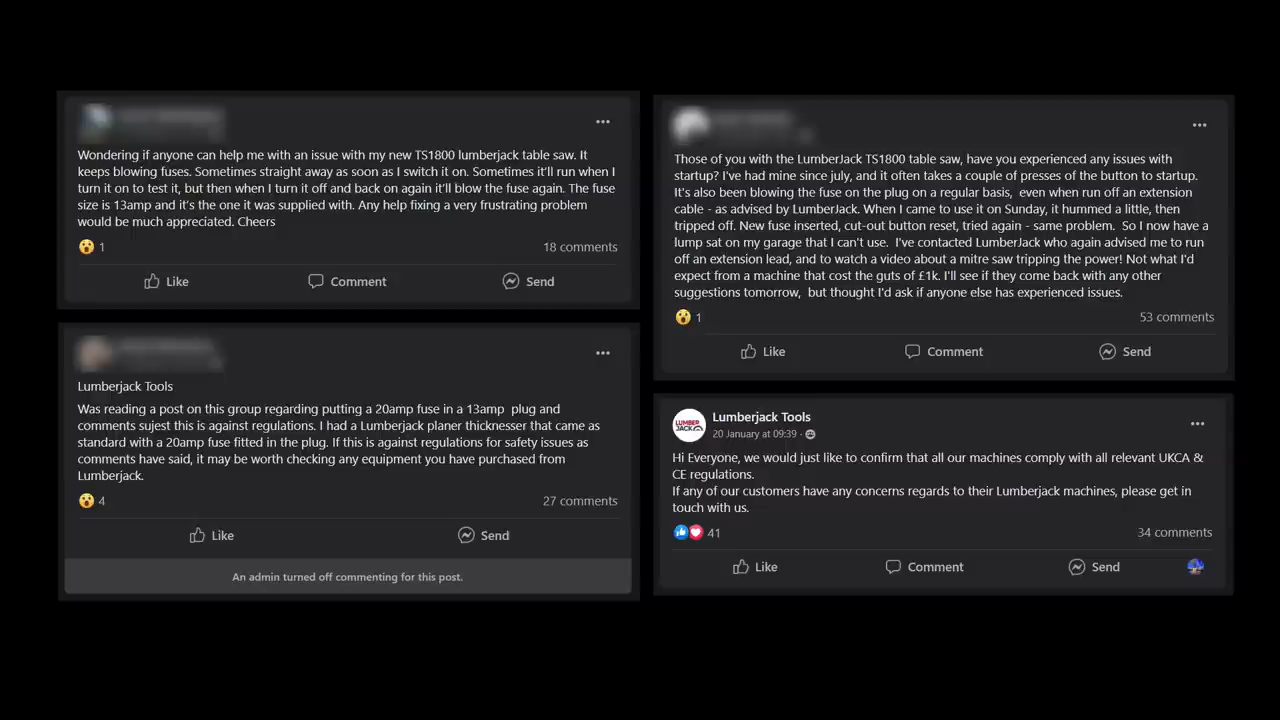 Wondering if anyone can help me with an issue with my new TS1800 lumberjack table saw. It
keeps blowing fuses. Sometimes straight away as soon as I switch it on. Sometimes it'll run when I
turn it on to test it, but then when I turn it off and back on again it'll blow the fuse again. The fuse
size is 13amp and it's the one it was supplied with. Any help fixing a very frustrating problem
would be much appreciated. Cheers
1
18 comments
Like
Comment
Send
Lumberjack Tools
Was reading a post on this group regarding putting a 20amp fuse in a 13amp plug and
comments sujest this is against regulations. I had a Lumberjack planer thicknesser that came as
standard with a 20amp fuse fitted in the plug. If this is against regulations for safety issues as
comments have said, it may be worth checking any equipment you have purchased from
Lumberjack.
4
27 comments
Like
Send
An admin turned off commenting for this post.
Those of you with the LumberJack TS1800 table saw, have you experienced any issues with
startup? I've had mine since july, and it often takes a couple of presses of the button to startup.
It's also been blowing the fuse on the plug on a regular basis, even when run off an extension
cable - as advised by LumberJack. When I came to use it on Sunday, it hummed a little, then
tripped off. New fuse inserted, cut-out button reset, tried again - same problem. So I now have a
lump sat on my garage that I can't use. I've contacted LumberJack who again advised me to run
off an extension lead, and to watch a video about a mitre saw tripping the power! Not what I'd
expect from a machine that cost the guts of £1k. I'll see if they come back with any other
suggestions tomorrow, but thought I'd ask if anyone else has experienced issues.
1
53 comments
Like
Comment
Send
LUMBER
JACK
Lumberjack Tools
20 January at 09:39 ·
Hi Everyone, we would just like to confirm that all our machines comply with all relevant UKCA &
CE regulations.
If any of our customers have any concerns regards to their Lumberjack machines, please get in
touch with us.
41
34 comments
Like
Comment
Send